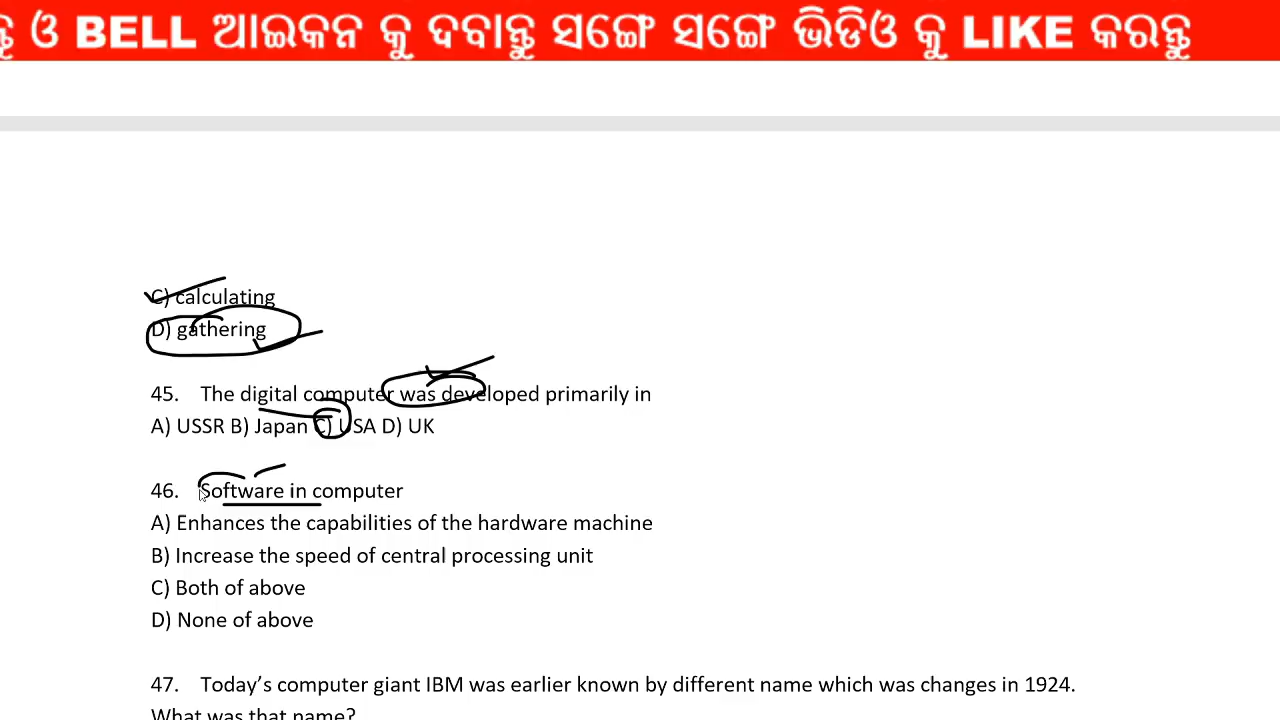 ଓ BELL ଆଇକନ କୁ ଦବାନ୍ତୁ ସଙ୍ଗେ ସଙ୍ଗେ ଭିଡିଓ କୁ LIKE କରନ୍ତୁ
C) calculating
D) gathering
45. The digital computer was developed primarily in
A) USSR B) Japan C) USA D) UK
46. Software in computer
A) Enhances the capabilities of the hardware machine
B) Increase the speed of central processing unit
C) Both of above
D) None of above
47. Today’s computer giant IBM was earlier known by different name which was changes in 1924.
What was that name?